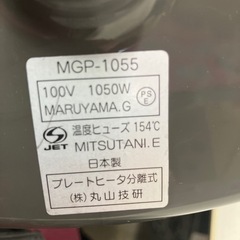 MGP-1055
100V 1050W
MARUYAMA.G
PS
E
温度ヒューズ 154℃
JET MITSUTANI.E
日本製
プレートヒータ分離式
(株) 丸山技研